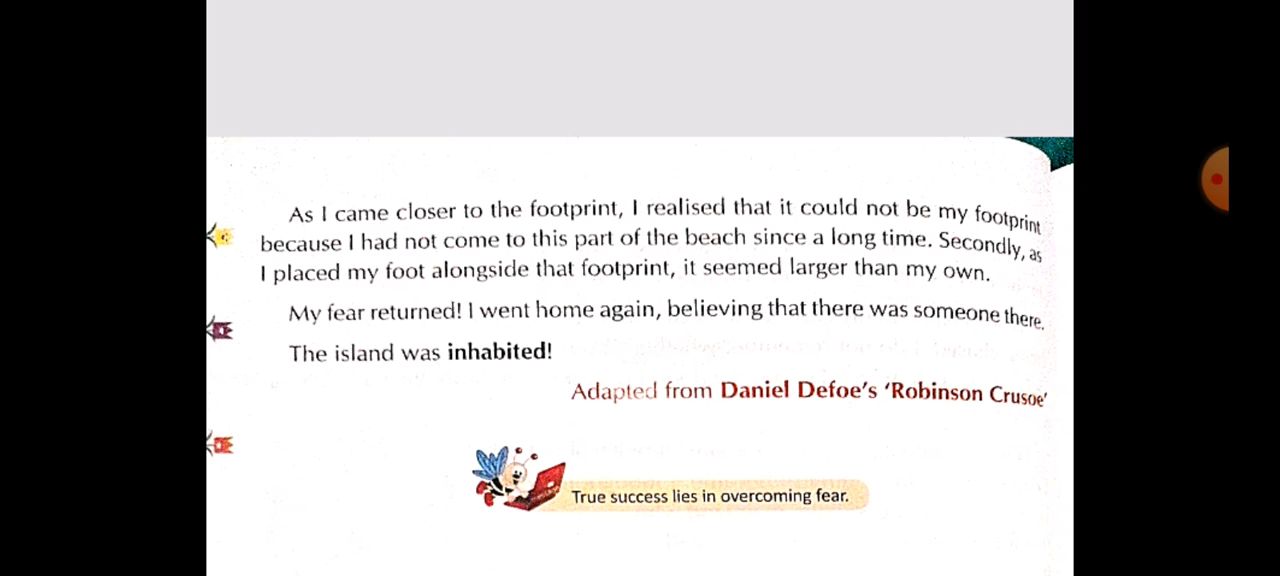 As I came closer to the footprint, I realised that it could not be my footprint
because I had not come to this part of the beach since a long time. Secondly, as
I placed my foot alongside that footprint, it seemed larger than my own.
My fear returned! I went home again, believing that there was someone there.
The island was inhabited!
Adapted from Daniel Defoe's 'Robinson Crusoe'
True success lies in overcoming fear.